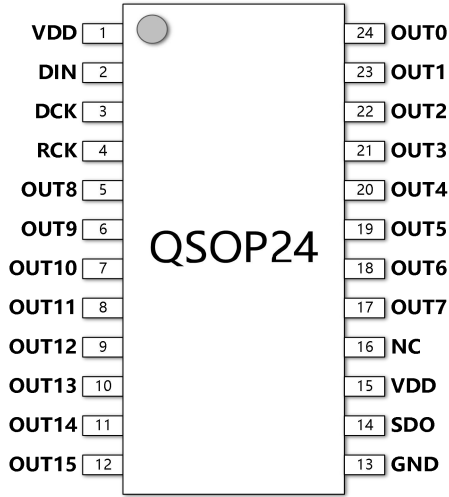 VDD 1 24 OUT0
DIN 2 23 OUT1
DCK 3 22 OUT2
RCK 4 21 OUT3
OUT8 5 20 OUT4
OUT9 6 19 OUT5
QSOP24
OUT10 7 18 OUT6
OUT11 8 17 OUT7
OUT12 9 16 NC
OUT13 10 15 VDD
OUT14 11 14 SDO
OUT15 12 13 GND